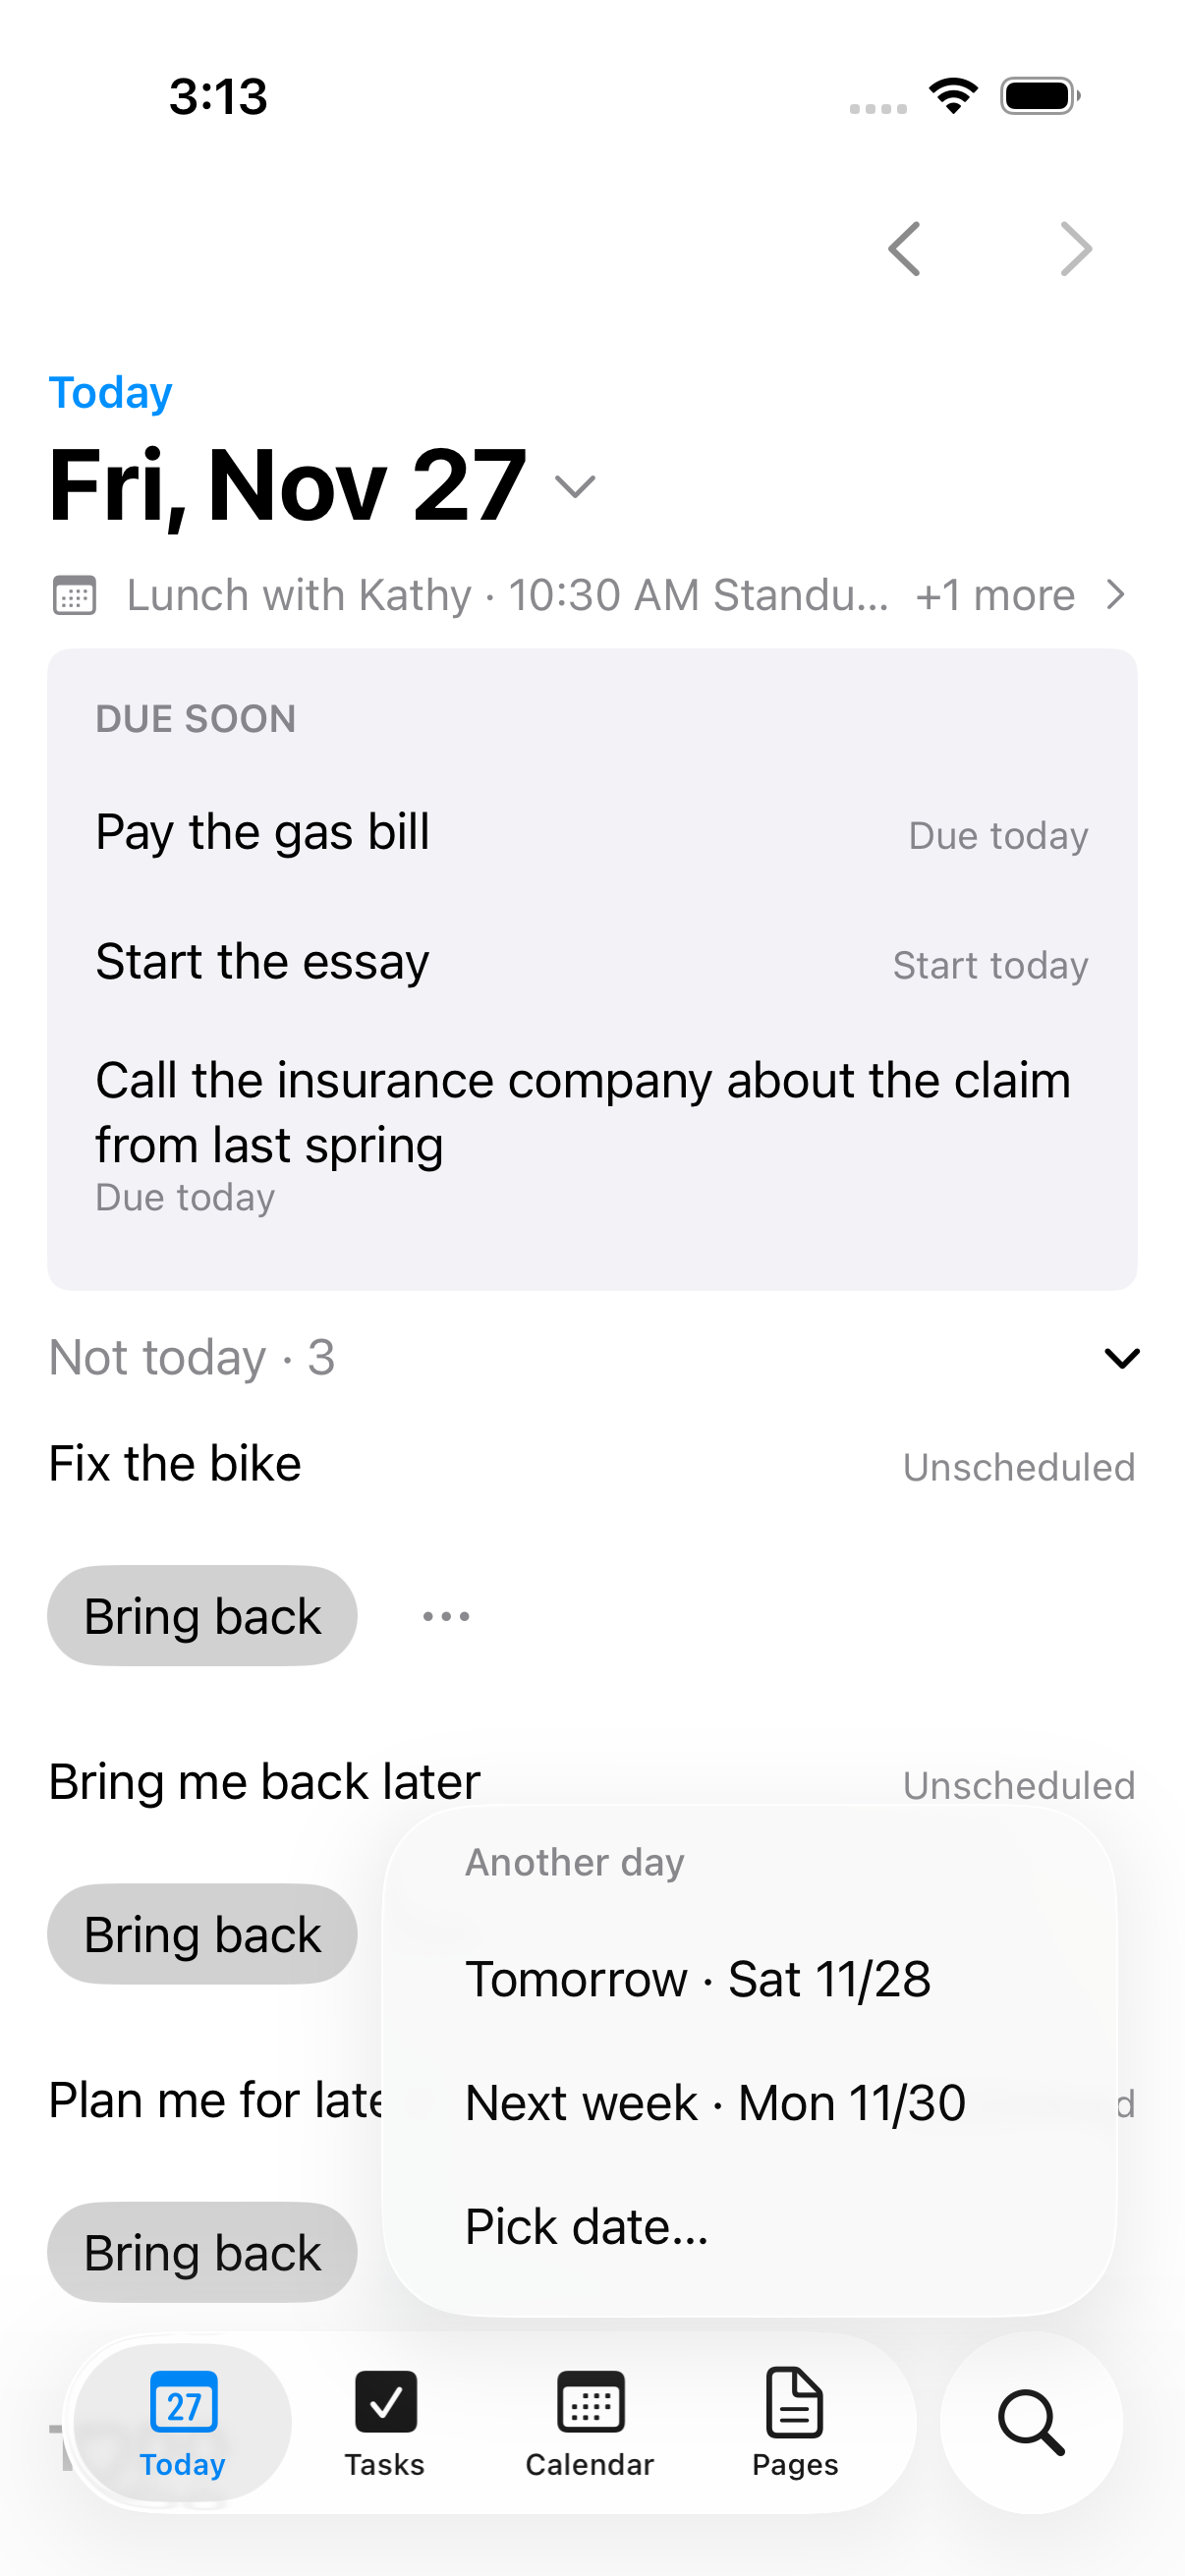 3:13
Today
Fri, Nov 27
Lunch with Kathy · 10:30 AM Standu... +1 more
DUE SOON
Pay the gas bill Due today
Start the essay Start today
Call the insurance company about the claim
from last spring
Due today
Not today · 3
Fix the bike Unscheduled
Bring back
Bring me back later Unscheduled
Another day
Bring back
Tomorrow · Sat 11/28
Next week · Mon 11/30
Plan me for
Pick date...
Bring back
27
Today Tasks Calendar Pages